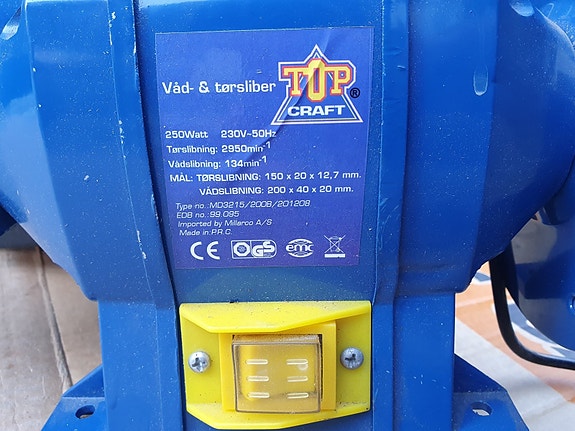 Våd- & tørsliber
TOP
CRAFT
®
250Watt 230V~50Hz
Tørslibning: 2950min-1
Vådslibning: 134min-1
MÅL: TØRSLIBNING: 150 x 20 x 12,7 mm.
VÅDSLIBNING: 200 x 40 x 20 mm.
Type no.:MD3215/2008/201208
EDB no.:99.095
Imported by Millarco A/S
Made in:P.R.C.
CE GS emc